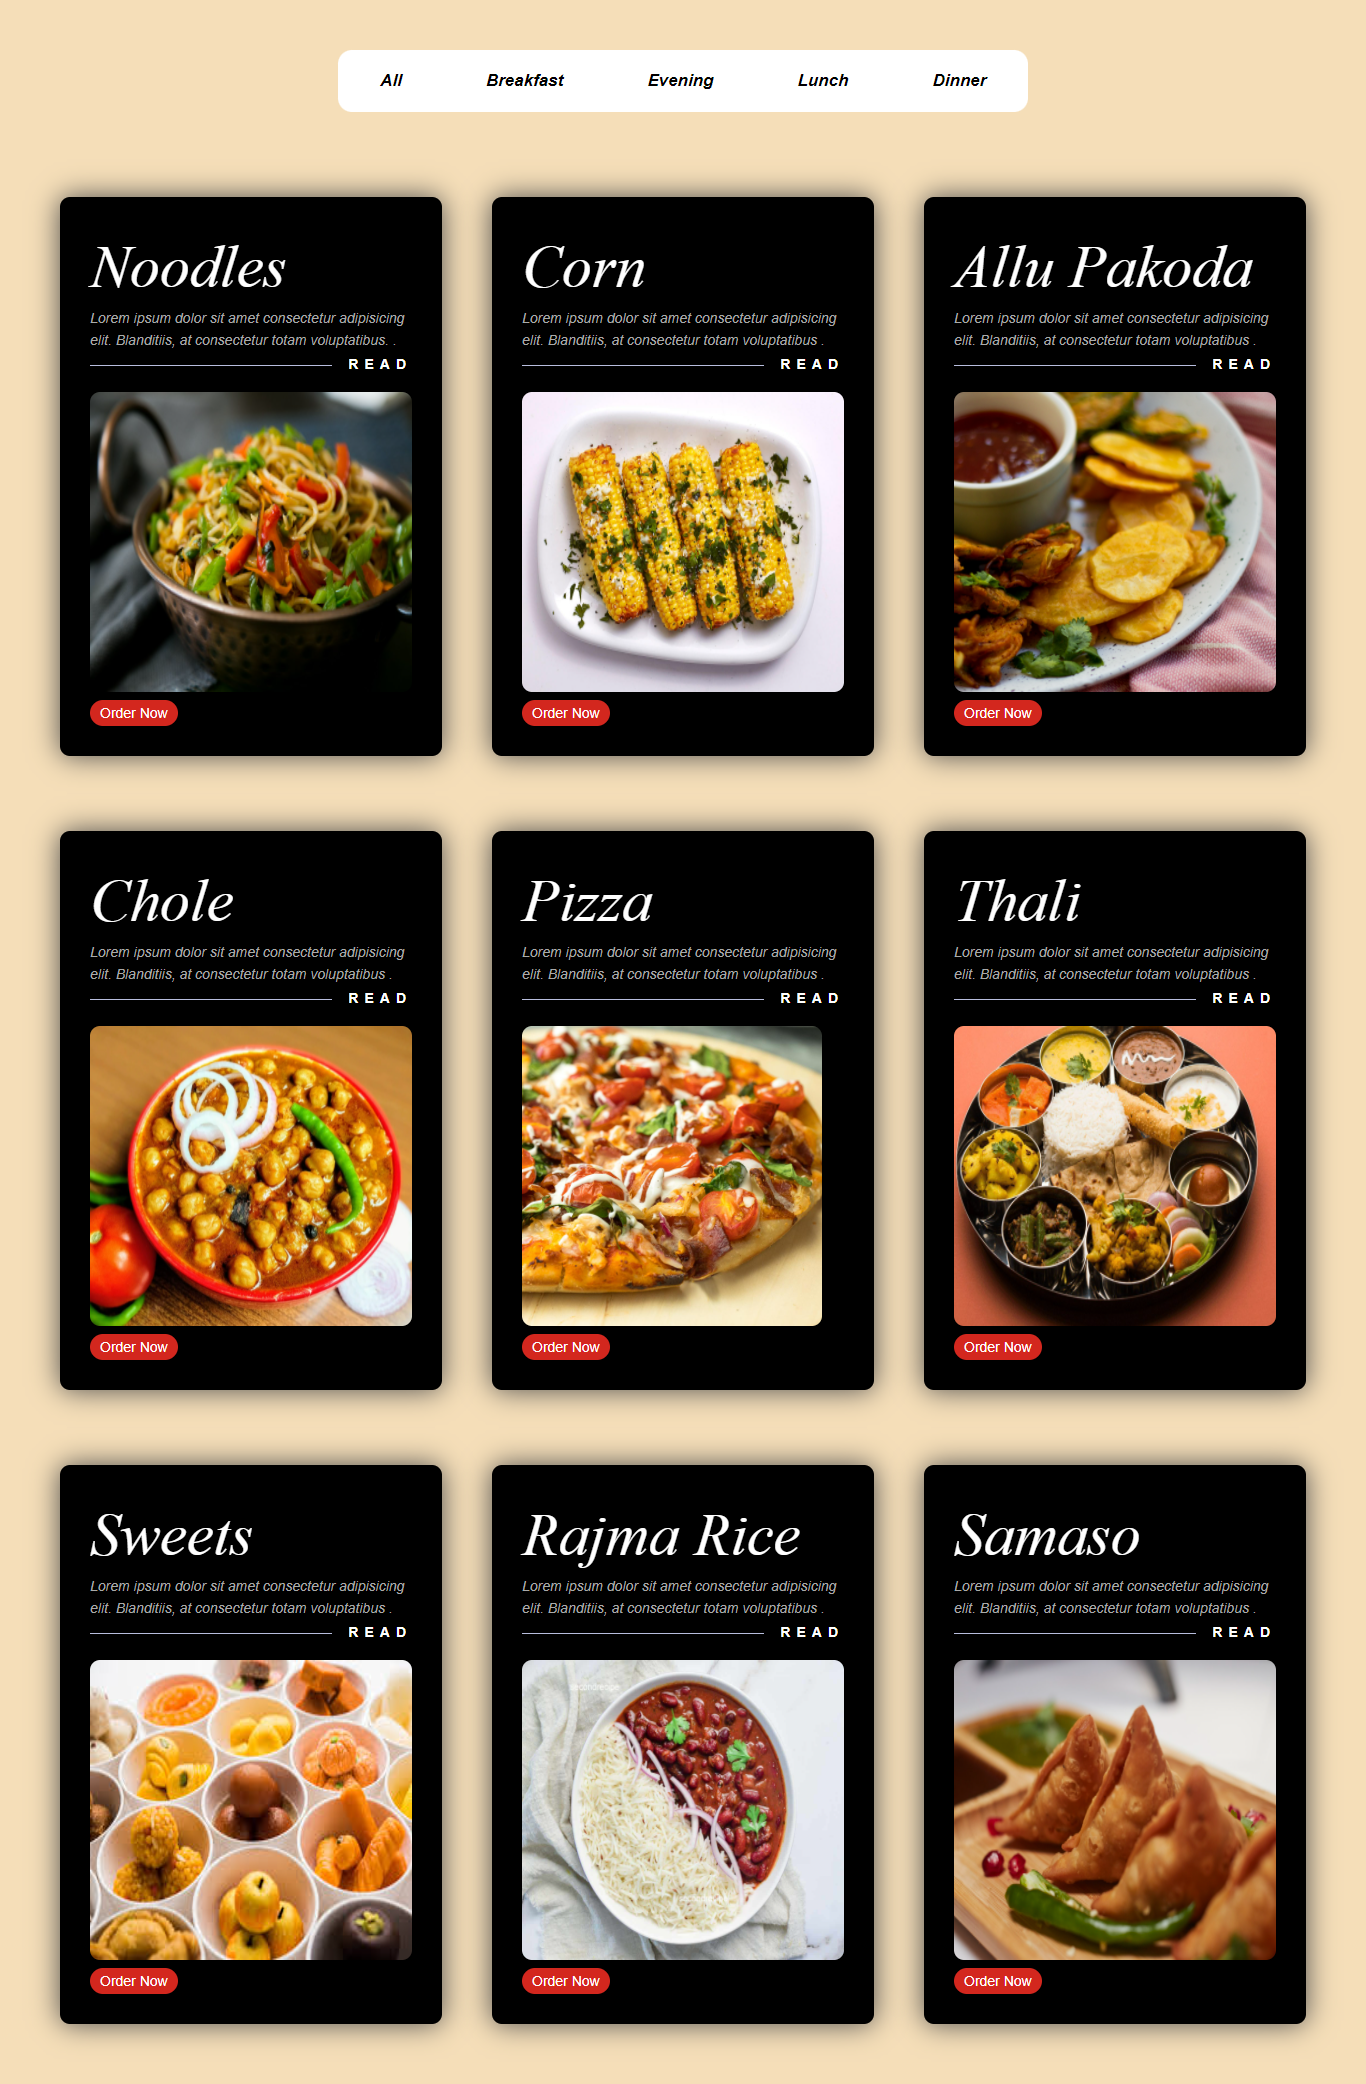 All Breakfast Evening Lunch Dinner
Noodles
Lorem ipsum dolor sit amet consectetur adipisicing
elit. Blanditiis, at consectetur totam voluptatibus. .
READ
Order Now
Corn
Lorem ipsum dolor sit amet consectetur adipisicing
elit. Blanditiis, at consectetur totam voluptatibus .
READ
Order Now
Allu Pakoda
Lorem ipsum dolor sit amet consectetur adipisicing
elit. Blanditiis, at consectetur totam voluptatibus .
READ
Order Now
Chole
Lorem ipsum dolor sit amet consectetur adipisicing
elit. Blanditiis, at consectetur totam voluptatibus .
READ
Order Now
Pizza
Lorem ipsum dolor sit amet consectetur adipisicing
elit. Blanditiis, at consectetur totam voluptatibus .
READ
Order Now
Thali
Lorem ipsum dolor sit amet consectetur adipisicing
elit. Blanditiis, at consectetur totam voluptatibus .
READ
Order Now
Sweets
Lorem ipsum dolor sit amet consectetur adipisicing
elit. Blanditiis, at consectetur totam voluptatibus .
READ
Order Now
Rajma Rice
Lorem ipsum dolor sit amet consectetur adipisicing
elit. Blanditiis, at consectetur totam voluptatibus .
READ
Order Now
Samaso
Lorem ipsum dolor sit amet consectetur adipisicing
elit. Blanditiis, at consectetur totam voluptatibus .
READ
Order Now